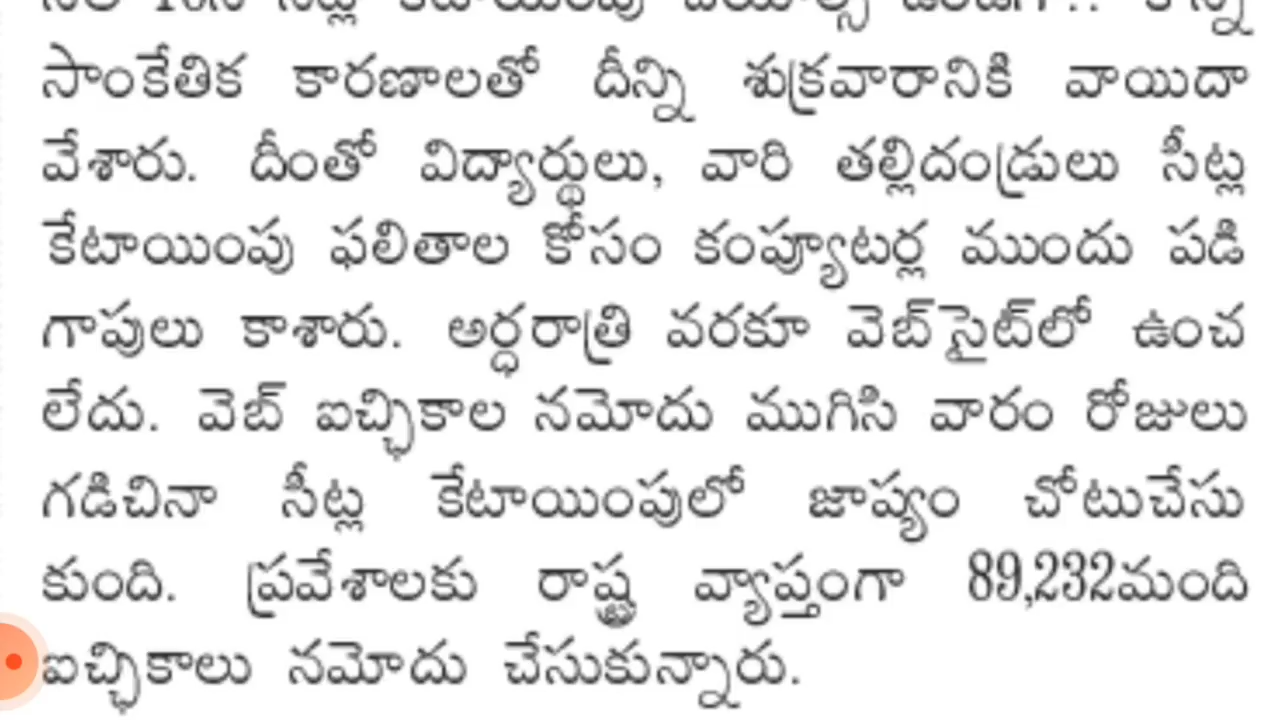 సాంకేతిక కారణాలతో దీన్ని శుక్రవారానికి వాయిదా
వేశారు. దీంతో విద్యార్థులు, వారి తల్లిదండ్రులు సీట్ల
కేటాయింపు ఫలితాల కోసం కంప్యూటర్ల ముందు పడి
గాపులు కాశారు. అర్ధరాత్రి వరకూ వెబ్‌సైట్‌లో ఉంచ
లేదు. వెబ్ ఐచ్ఛికాల నమోదు ముగిసి వారం రోజులు
గడిచినా సీట్ల కేటాయింపులో జాప్యం చోటుచేసు
కుంది. ప్రవేశాలకు రాష్ట్ర వ్యాప్తంగా 89,232మంది
ఐచ్ఛికాలు నమోదు చేసుకున్నారు.